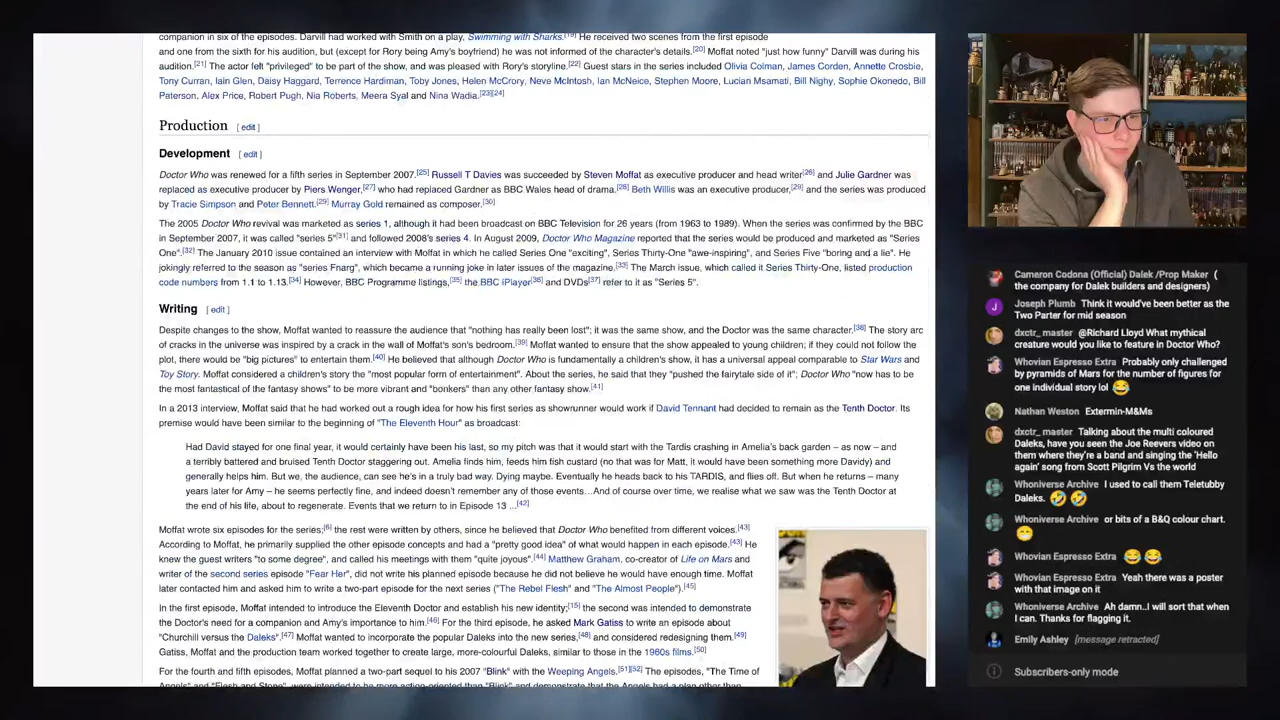 companion in six of the episodes. Darvill had worked with Smith on a play, Swimming with Sharks.[19] He received two scenes from the first episode
and one from the sixth for his audition, but (except for Rory being Amy's boyfriend) he was not informed of the character's details.[20] Moffat noted "just how funny" Darvill was during his
audition.[21] The actor felt "privileged" to be part of the show, and was pleased with Rory's storyline.[22] Guest stars in the series included Olivia Colman, James Corden, Annette Crosbie,
Tony Curran, Iain Glen, Daisy Haggard, Terrence Hardiman, Toby Jones, Helen McCrory, Neve McIntosh, Ian McNeice, Stephen Moore, Lucian Msamati, Bill Nighy, Sophie Okonedo, Bill
Paterson, Alex Price, Robert Pugh, Nia Roberts, Meera Syal and Nina Wadia.[23][24]
Production [ edit ]
Development [ edit ]
Doctor Who was renewed for a fifth series in September 2007.[25] Russell T Davies was succeeded by Steven Moffat as executive producer and head writer[26] and Julie Gardner was
replaced as executive producer by Piers Wenger,[27] who had replaced Gardner as BBC Wales head of drama.[28] Beth Willis was an executive producer,[29] and the series was produced
by Tracie Simpson and Peter Bennett.[29] Murray Gold remained as composer.[30]
The 2005 Doctor Who revival was marketed as series 1, although it had been broadcast on BBC Television for 26 years (from 1963 to 1989). When the series was confirmed by the BBC
in September 2007, it was called "series 5"[31] and followed 2008's series 4. In August 2009, Doctor Who Magazine reported that the series would be produced and marketed as "Series
One".[32] The January 2010 issue contained an interview with Moffat in which he called Series One "exciting", Series Thirty-One "awe-inspiring", and Series Five "boring and a lie". He
jokingly referred to the season as "series Fnarg", which became a running joke in later issues of the magazine.[33] The March issue, which called it Series Thirty-One, listed production
code numbers from 1.1 to 1.13.[34] However, BBC Programme listings,[35] the BBC iPlayer[36] and DVDs[37] refer to it as "Series 5".
Writing [ edit ]
Despite changes to the show, Moffat wanted to reassure the audience that "nothing has really been lost"; it was the same show, and the Doctor was the same character.[38] The story arc
of cracks in the universe was inspired by a crack in the wall of Moffat's son's bedroom.[39] Moffat wanted to ensure that the show appealed to young children; if they could not follow the
plot, there would be "big pictures" to entertain them.[40] He believed that although Doctor Who is fundamentally a children's show, it has a universal appeal comparable to Star Wars and
Toy Story. Moffat considered a children's story the "most popular form of entertainment". About the series, he said that they "pushed the fairytale side of it"; Doctor Who "now has to be
the most fantastical of the fantasy shows" to be more vibrant and "bonkers" than any other fantasy show.[41]
In a 2013 interview, Moffat said that he had worked out a rough idea for how his first series as showrunner would work if David Tennant had decided to remain as the Tenth Doctor. Its
premise would have been similar to the beginning of "The Eleventh Hour" as broadcast:
Had David stayed for one final year, it would certainly have been his last, so my pitch was that it would start with the Tardis crashing in Amelia's back garden – as now – and
a terribly battered and bruised Tenth Doctor staggering out. Amelia finds him, feeds him fish custard (no that was for Matt, it would have been something more Davidy) and
generally helps him. But we, the audience, can see he's in a truly bad way. Dying maybe. Eventually he heads back to his TARDIS, and flies off. But when he returns – many
years later for Amy – he seems perfectly fine, and indeed doesn't remember any of those events…And of course over time, we realise what we saw was the Tenth Doctor at
the end of his life, about to regenerate. Events that we return to in Episode 13 ...[42]
Moffat wrote six episodes for the series;[6] the rest were written by others, since he believed that Doctor Who benefited from different voices.[43]
According to Moffat, he primarily supplied the other episode concepts and had a "pretty good idea" of what would happen in each episode.[43] He
knew the guest writers "to some degree", and called his meetings with them "quite joyous".[44] Matthew Graham, co-creator of Life on Mars and
writer of the second series episode "Fear Her", did not write his planned episode because he did not believe he would have enough time. Moffat
later contacted him and asked him to write a two-part episode for the next series ("The Rebel Flesh" and "The Almost People").[45]
In the first episode, Moffat intended to introduce the Eleventh Doctor and establish his new identity;[15] the second was intended to demonstrate
the Doctor's need for a companion and Amy's importance to him.[46] For the third episode, he asked Mark Gatiss to write an episode about
"Churchill versus the Daleks".[47] Moffat wanted to incorporate the popular Daleks into the new series,[48] and considered redesigning them.[49]
Gatiss, Moffat and the production team worked together to create large, more-colourful Daleks, similar to those in the 1960s films.[50]
For the fourth and fifth episodes, Moffat planned a two-part sequel to his 2007 "Blink" with the Weeping Angels.[51][52] The episodes, "The Time of
Angels" and "Flesh and Stone", were intended to be more action-oriented than "Blink" and demonstrate that the Angels had a plan other than
Cameron Codona (Official) Dalek /Prop Maker (
the company for Dalek builders and designers)
J
Joseph Plumb Think it would've been better as the
Two Parter for mid season
dxctr_master @Richard Lloyd What mythical
creature would you like to feature in Doctor Who?
Whovian Espresso Extra Probably only challenged
by pyramids of Mars for the number of figures for
one individual story lol 😂
Nathan Weston Extermin-M&Ms
dxctr_master Talking about the multi coloured
Daleks, have you seen the Joe Reevers video on
them where they're a band and singing the 'Hello
again' song from Scott Pilgrim Vs the world
Whoniverse Archive I used to call them Teletubby
Daleks. 🤣 🤣
Whoniverse Archive or bits of a B&Q colour chart.
😁
Whovian Espresso Extra 😂😂
Whovian Espresso Extra Yeah there was a poster
with that image on it
Whoniverse Archive Ah damn..I will sort that when
I can. Thanks for flagging it.
Emily Ashley [message retracted]
Subscribers-only mode